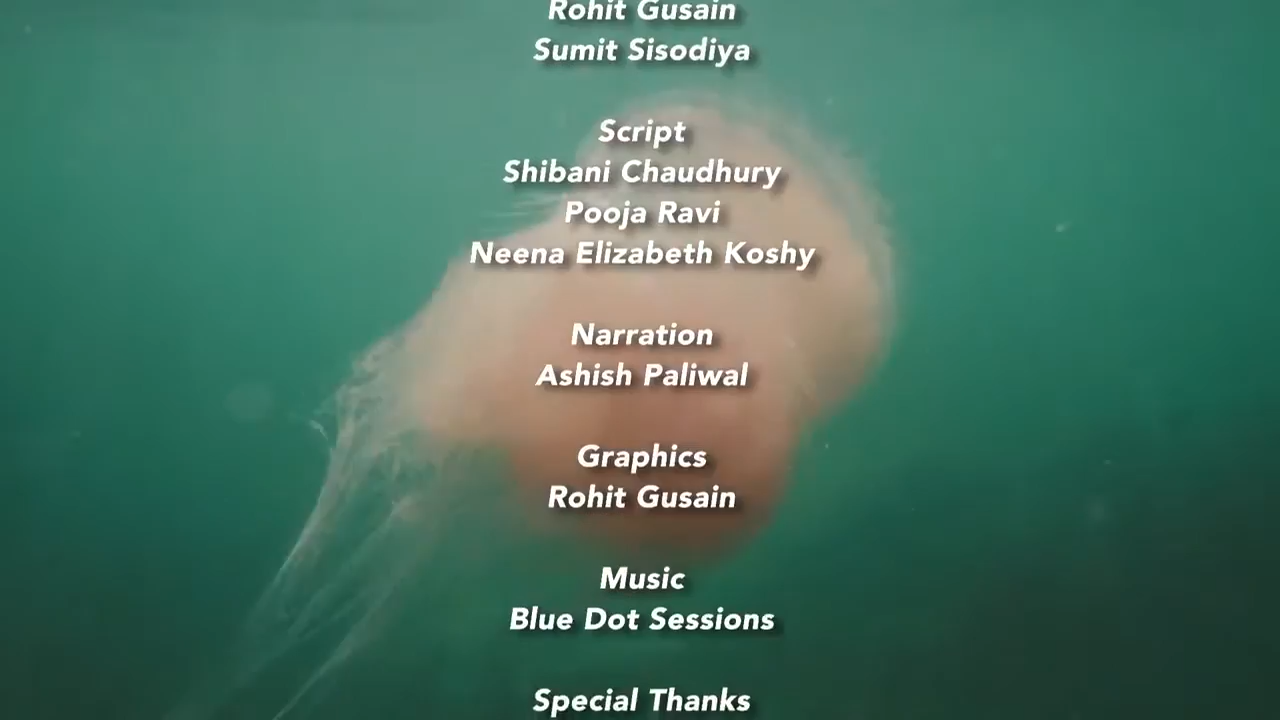 Rohit Gusain
Sumit Sisodiya
Script
Shibani Chaudhury
Pooja Ravi
Neena Elizabeth Koshy
Narration
Ashish Paliwal
Graphics
Rohit Gusain
Music
Blue Dot Sessions
Special Thanks